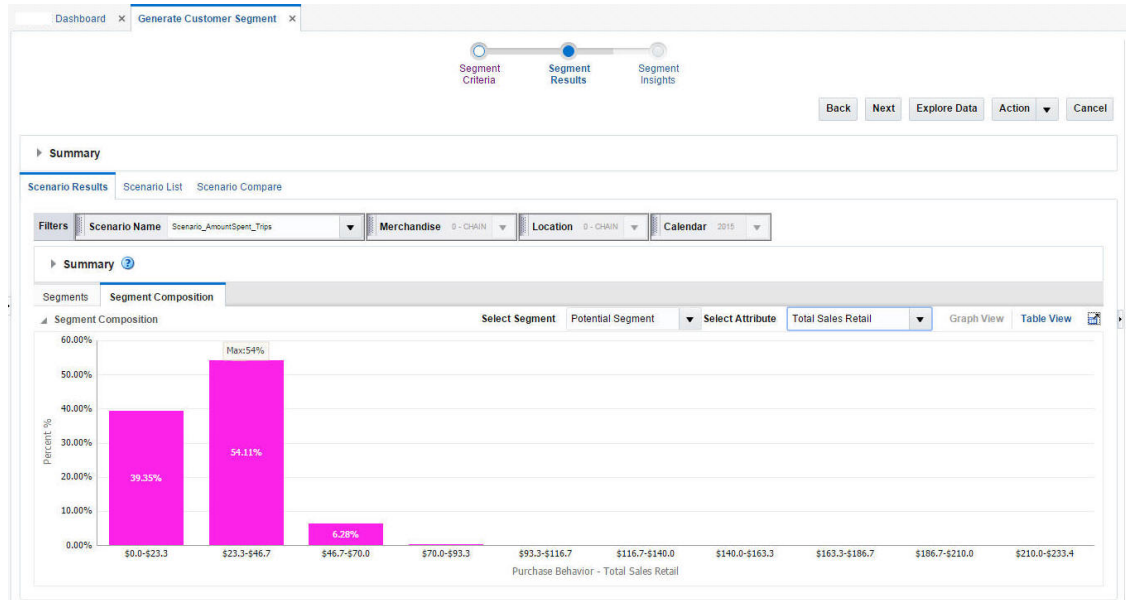 Dashboard × Generate Customer Segment ×
Segment Criteria Segment Results Segment Insights
Back Next Explore Data Action Cancel
Summary
Scenario Results Scenario List Scenario Compare
Filters Scenario Name Scenario_AmountSpent_Trips Merchandise 0 - CHAIN Location 0 - CHAIN Calendar 2015
Summary ?
Segments Segment Composition
Segment Composition Select Segment Potential Segment Select Attribute Total Sales Retail Graph View Table View
60.00%
Max:54%
50.00%
40.00%
Percent %
30.00%
54.11%
20.00%
39.35%
10.00%
6.28%
0.00%
$0.0-$23.3 $23.3-$46.7 $46.7-$70.0 $70.0-$93.3 $93.3-$116.7 $116.7-$140.0 $140.0-$163.3 $163.3-$186.7 $186.7-$210.0 $210.0-$233.4
Purchase Behavior - Total Sales Retail